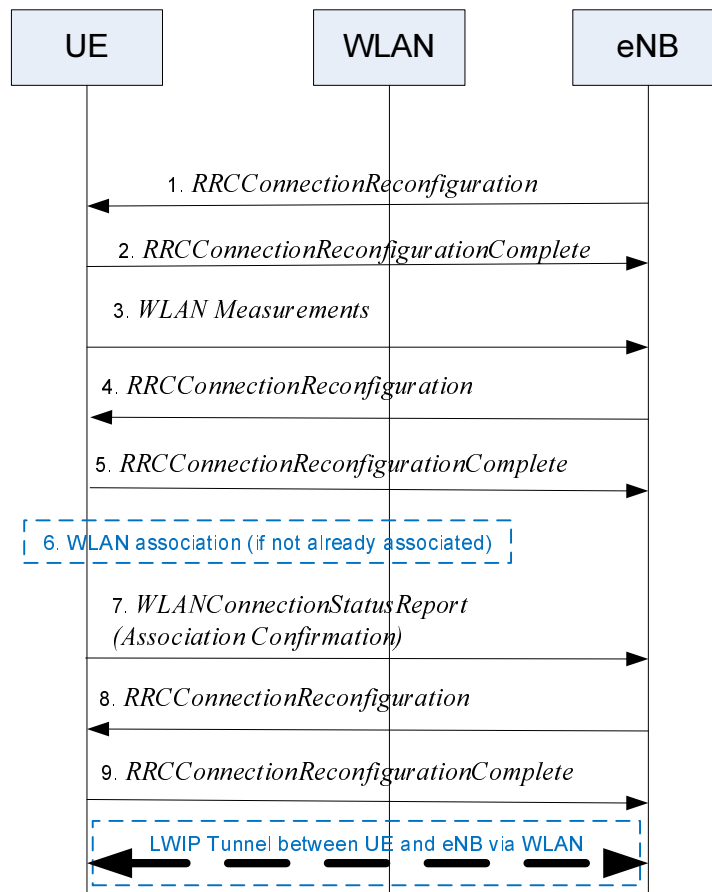 UE
WLAN
eNB
1. RRCConnectionReconfiguration
2. RRCConnectionReconfigurationComplete
3. WLAN Measurements
4. RRCConnectionReconfiguration
5. RRCConnectionReconfigurationComplete
6. WLAN association (if not already associated)
7. WLANConnectionStatusReport
(Association Confirmation)
8. RRCConnectionReconfiguration
9. RRCConnectionReconfigurationComplete
LWIP Tunnel between UE and eNB via WLAN